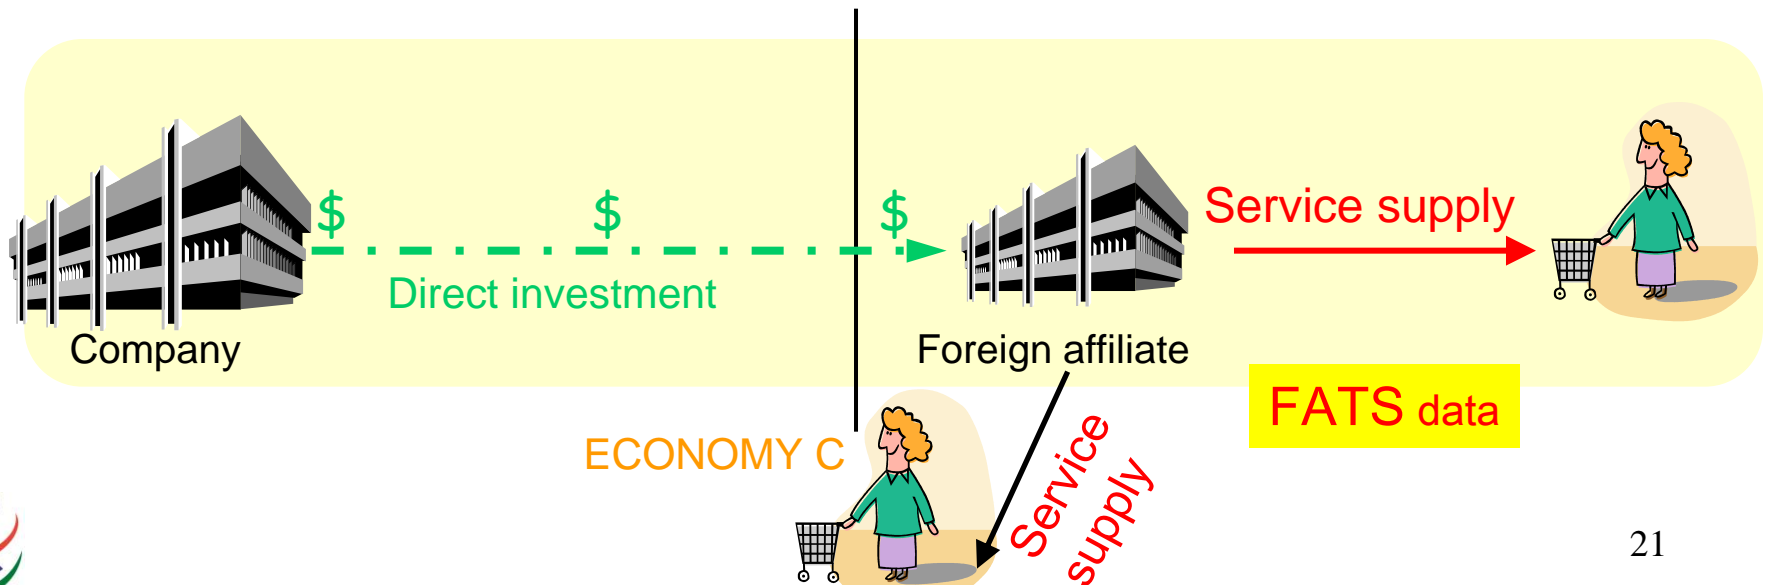 $ $ $
Service supply
Direct investment
Company
Foreign affiliate
FATS data
ECONOMY C
Service
supply
21